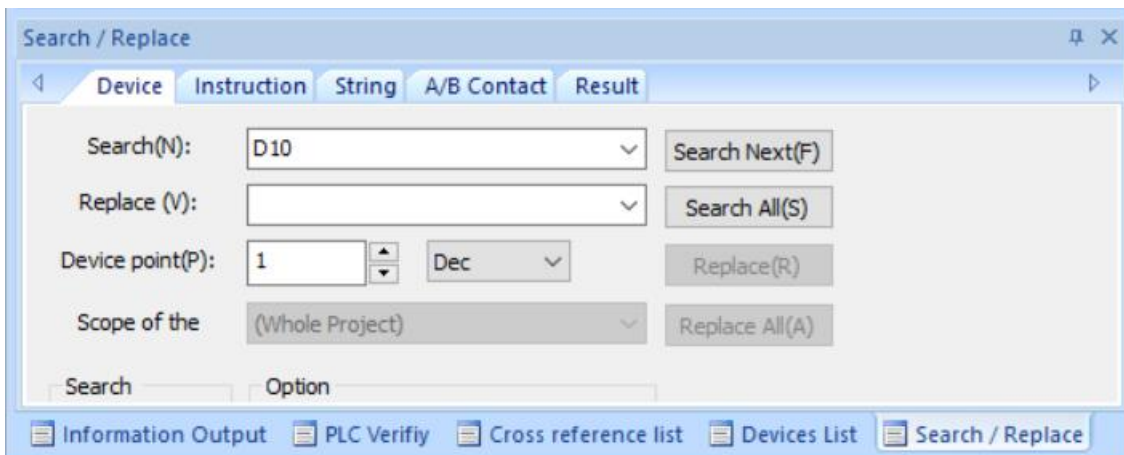 Search / Replace
Device Instruction String A/B Contact Result
Search(N): D10 Search Next(F)
Replace (V): Search All(S)
Device point(P): 1 Dec Replace(R)
Scope of the (Whole Project) Replace All(A)
Search Option
Information Output PLC Verifiy Cross reference list Devices List Search / Replace